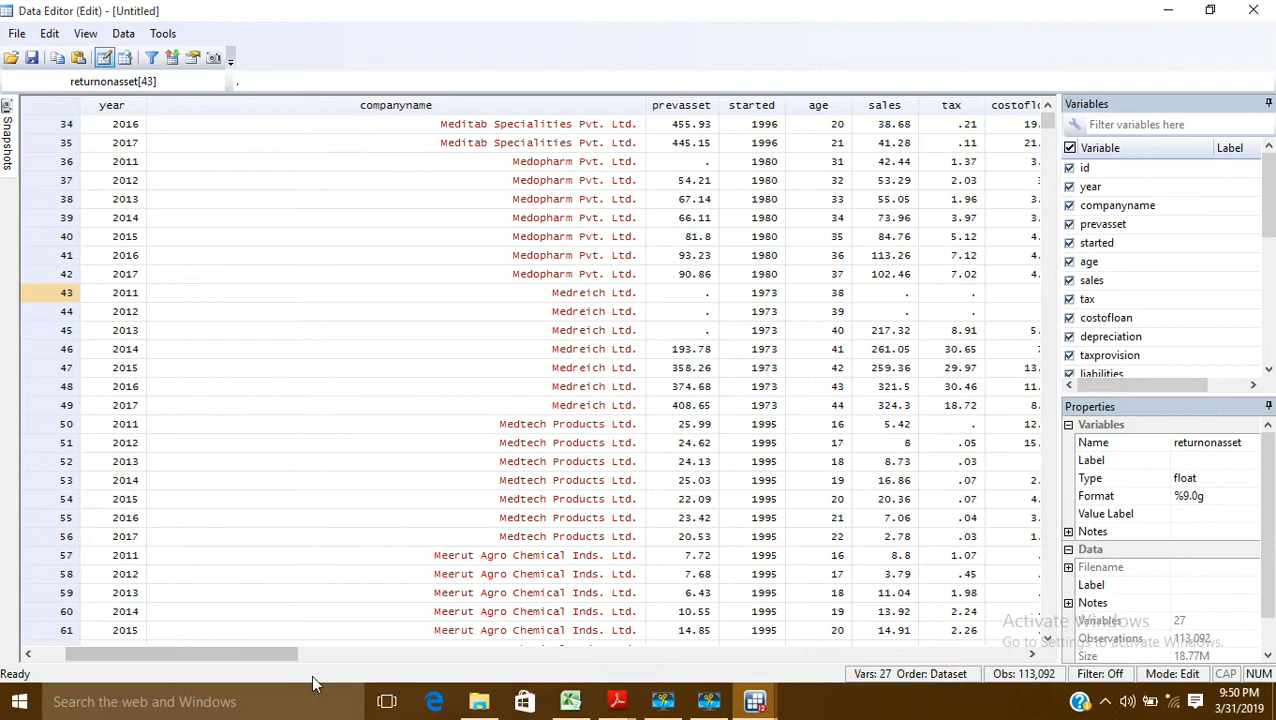 Data Editor (Edit) - [Untitled]
File Edit View Data Tools
returnonasset[43] .
Snapshots
year companyname prevasset started age sales tax costoflo
34 2016 Meditab Specialities Pvt. Ltd. 455.93 1996 20 38.68 .21 19.
35 2017 Meditab Specialities Pvt. Ltd. 445.15 1996 21 41.28 .11 21.
36 2011 Medopharm Pvt. Ltd. . 1980 31 42.44 1.37 3.
37 2012 Medopharm Pvt. Ltd. 54.21 1980 32 53.29 2.03 3
38 2013 Medopharm Pvt. Ltd. 67.14 1980 33 55.05 1.96 3.
39 2014 Medopharm Pvt. Ltd. 66.11 1980 34 73.96 3.97 3.
40 2015 Medopharm Pvt. Ltd. 81.8 1980 35 84.76 5.12 4.
41 2016 Medopharm Pvt. Ltd. 93.23 1980 36 113.26 7.12 4.
42 2017 Medopharm Pvt. Ltd. 90.86 1980 37 102.46 7.02 4.
43 2011 Medreich Ltd. . 1973 38 . .
44 2012 Medreich Ltd. . 1973 39 . .
45 2013 Medreich Ltd. . 1973 40 217.32 8.91 5.
46 2014 Medreich Ltd. 193.78 1973 41 261.05 30.65 7
47 2015 Medreich Ltd. 358.26 1973 42 259.36 29.97 13.
48 2016 Medreich Ltd. 374.68 1973 43 321.5 30.46 11.
49 2017 Medreich Ltd. 408.65 1973 44 324.3 18.72 8.
50 2011 Medtech Products Ltd. 25.99 1995 16 5.42 . 12.
51 2012 Medtech Products Ltd. 24.62 1995 17 8 .05 15.
52 2013 Medtech Products Ltd. 24.13 1995 18 8.73 .03
53 2014 Medtech Products Ltd. 25.03 1995 19 16.86 .07 2.
54 2015 Medtech Products Ltd. 22.09 1995 20 20.36 .07 4.
55 2016 Medtech Products Ltd. 23.42 1995 21 7.06 .04 3.
56 2017 Medtech Products Ltd. 20.53 1995 22 2.78 .03 1.
57 2011 Meerut Agro Chemical Inds. Ltd. 7.72 1995 16 8.8 1.07 .
58 2012 Meerut Agro Chemical Inds. Ltd. 7.68 1995 17 3.79 .45 .
59 2013 Meerut Agro Chemical Inds. Ltd. 6.43 1995 18 11.04 1.98 .
60 2014 Meerut Agro Chemical Inds. Ltd. 10.55 1995 19 13.92 2.24 .
61 2015 Meerut Agro Chemical Inds. Ltd. 14.85 1995 20 14.91 2.26 .
Variables
Filter variables here
Variable Label
id
year
companyname
prevasset
started
age
sales
tax
costofloan
depreciation
taxprovision
liabilities
Properties
Variables
Name returnonasset
Label
Type float
Format %9.0g
Value Label
Notes
Data
Filename
Label
Notes
Variables 27
Observations 113,092
Size 18.77M
Activate Windows
Go to Settings to activate Windows.
Ready Vars: 27 Order: Dataset Obs: 113,092 Filter: Off Mode: Edit CAP NUM
Search the web and Windows
9:50 PM
3/31/2019